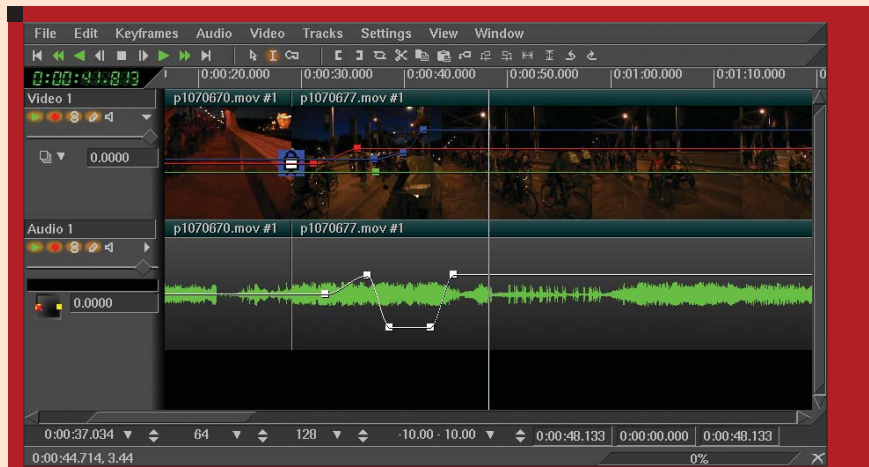 File Edit Keyframes Audio Video Tracks Settings View Window
0:00:41.813 0:00:20.000 0:00:30.000 0:00:40.000 0:00:50.000 0:01:00.000 0:01:10.000 0
Video 1 p1070670.mov #1 p1070677.mov #1
0.0000
Audio 1 p1070670.mov #1 p1070677.mov #1
0.0000
0:00:37.034 64 128 -10.00 - 10.00 0:00:48.133 0:00:00.000 0:00:48.133
0:00:44.714, 3.44 0%